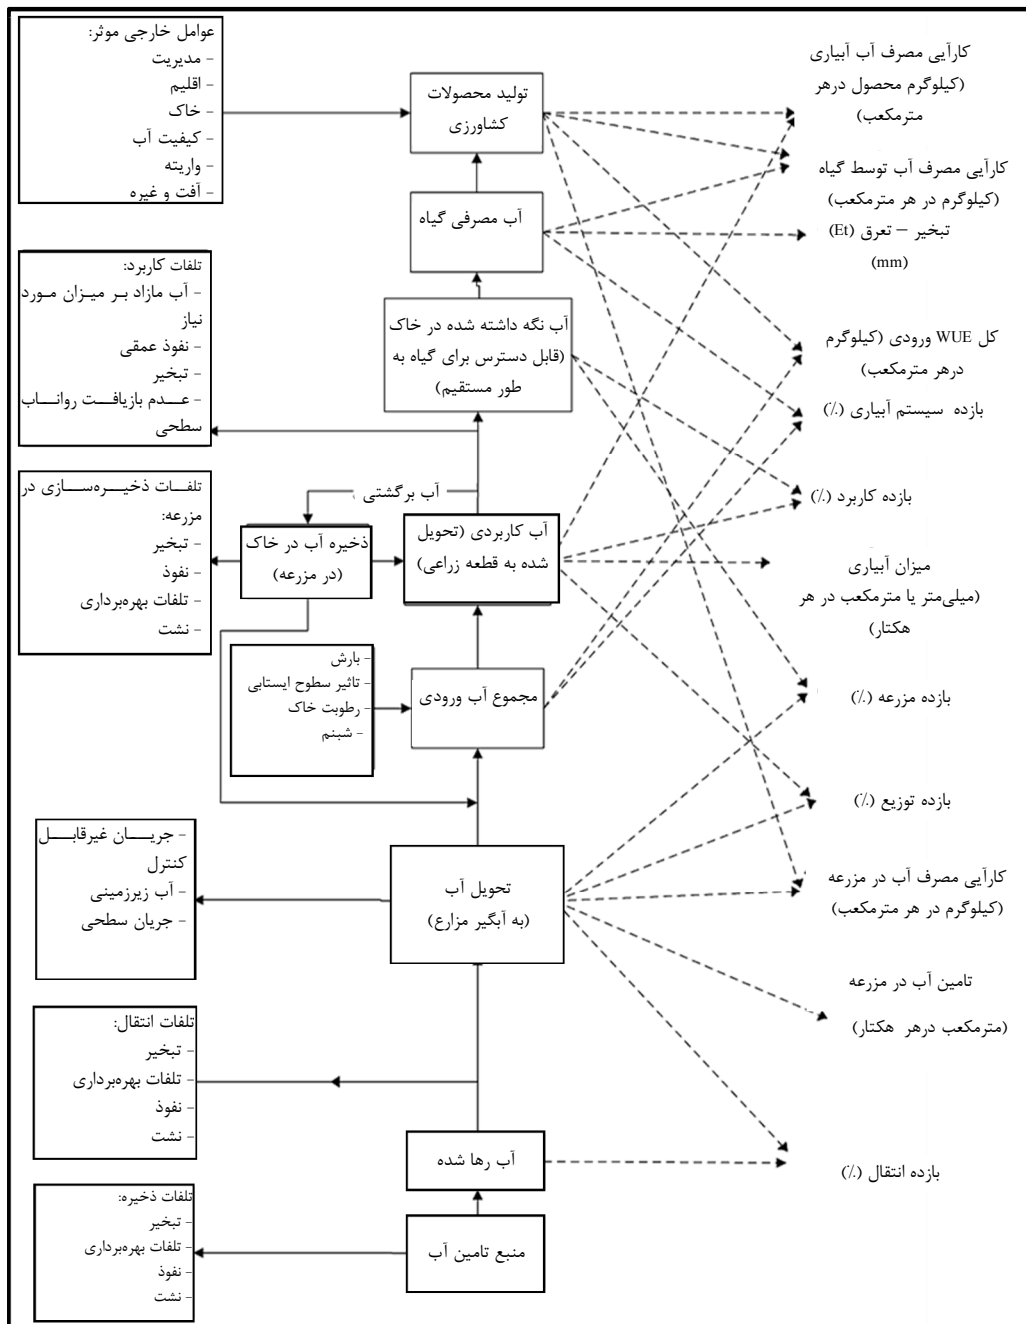 عوامل خارجی موثر:
- مدیریت
- اقلیم
- خاک
- کیفیت آب
- واریته
- آفت و غیره
تولید محصولات
کشاورزی
کارآیی مصرف آب آبیاری
(کیلوگرم محصول درهر
مترمکعب)
کارآیی مصرف آب توسط گیاه
(کیلوگرم در هر مترمکعب)
تبخیر – تعرق (Et)
(mm)
آب مصرفی گیاه
تلفات کاربرد:
- آب مازاد بر میزان مورد
نیاز
- نفوذ عمقی
- تبخیر
- عدم بازیافت رواناب
سطحی
آب نگه داشته شده در خاک
(قابل دسترس برای گیاه به
طور مستقیم)
کل WUE ورودی (کیلوگرم
درهر مترمکعب)
بازده سیستم آبیاری (٪)
تلفات ذخیره‌سازی در
مزرعه:
- تبخیر
- نفوذ
- تلفات بهره‌برداری
- نشت
آب برگشتی
ذخیره آب در خاک
(در مزرعه)
آب کاربردی (تحویل
شده به قطعه زراعی)
بازده کاربرد (٪)
میزان آبیاری
(میلی‌متر یا مترمکعب در هر
هکتار)
- بارش
- تاثیر سطوح ایستابی
- رطوبت خاک
- شبنم
مجموع آب ورودی
بازده مزرعه (٪)
بازده توزیع (٪)
- جریان غیرقابل
کنترل
- آب زیرزمینی
- جریان سطحی
تحویل آب
(به آبگیر مزارع)
کارآیی مصرف آب در مزرعه
(کیلوگرم در هر مترمکعب)
تامین آب در مزرعه
(مترمکعب درهر هکتار)
تلفات انتقال:
- تبخیر
- تلفات بهره‌برداری
- نفوذ
- نشت
آب رها شده
بازده انتقال (٪)
تلفات ذخیره:
- تبخیر
- تلفات بهره‌برداری
- نفوذ
- نشت
منبع تامین آب